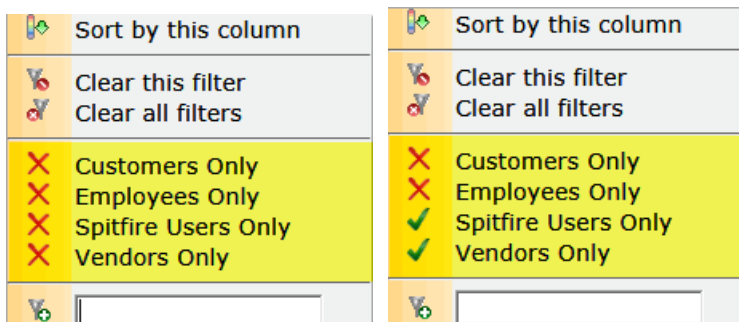 Sort by this column
Clear this filter
Clear all filters
Customers Only
Employees Only
Spitfire Users Only
Vendors Only
Sort by this column
Clear this filter
Clear all filters
Customers Only
Employees Only
Spitfire Users Only
Vendors Only